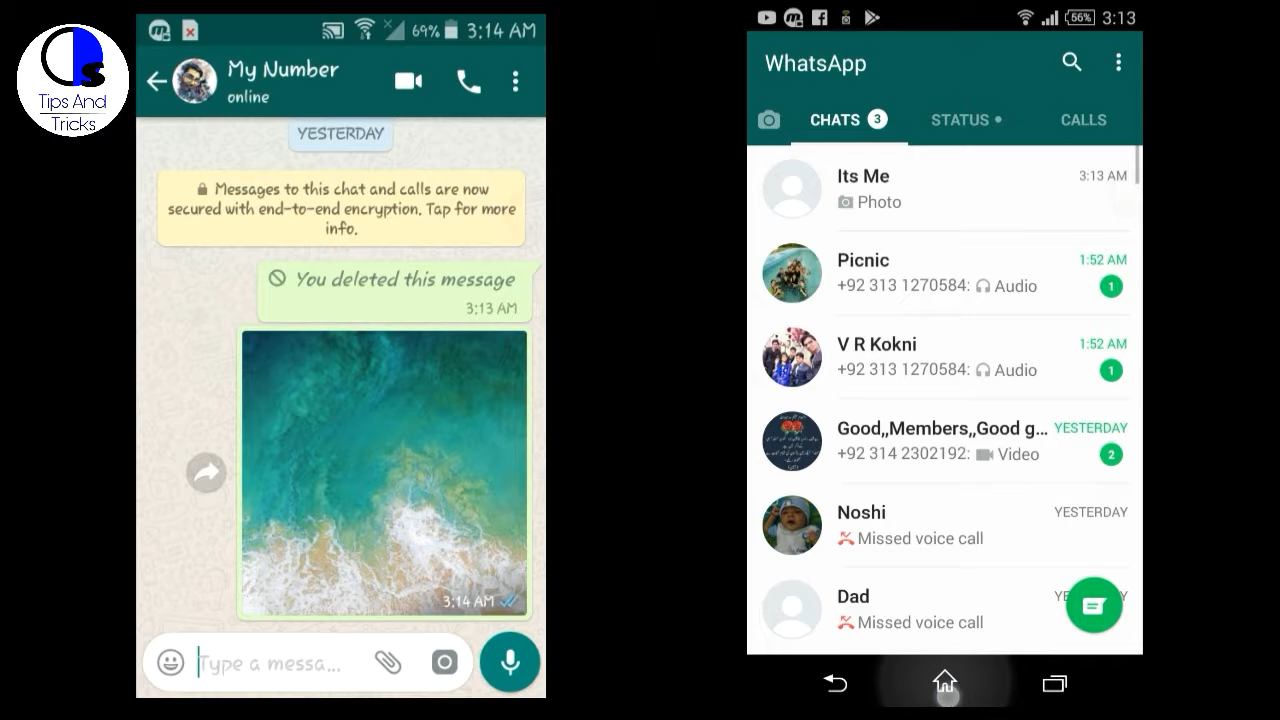 Tips And
Tricks
69% 3:14 AM
My Number
online
YESTERDAY
Messages to this chat and calls are now
secured with end-to-end encryption. Tap for more
info.
You deleted this message
3:13 AM
3:14 AM
Type a messa...
56% 3:13
WhatsApp
CHATS 3 STATUS CALLS
Its Me 3:13 AM
Photo
Picnic 1:52 AM
+92 313 1270584: Audio 1
V R Kokni 1:52 AM
+92 313 1270584: Audio 1
Good,,Members,,Good g... YESTERDAY
+92 314 2302192: Video 2
Noshi YESTERDAY
Missed voice call
Dad
Missed voice call